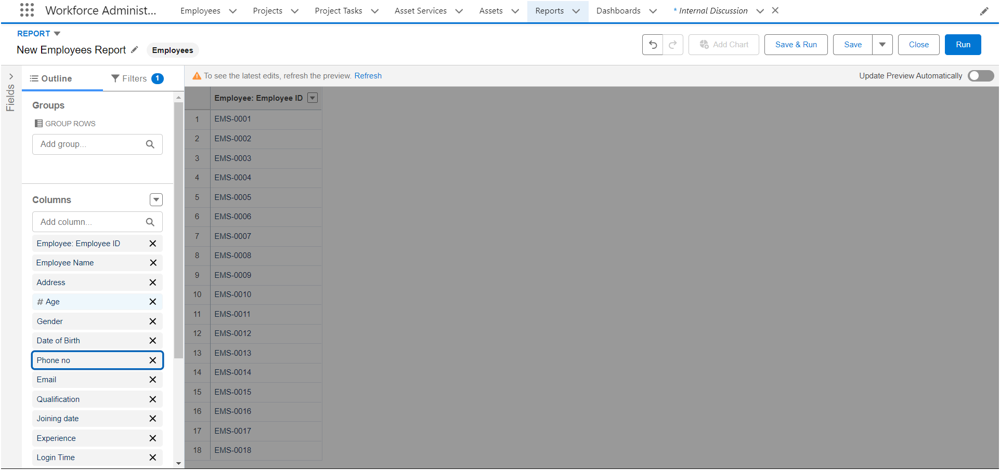 Workforce Administ... Employees Projects Project Tasks Asset Services Assets Reports Dashboards * Internal Discussion
REPORT
New Employees Report Employees
Add Chart Save & Run Save Close Run
Fields
Outline Filters 1
To see the latest edits, refresh the preview. Refresh
Update Preview Automatically
Groups
GROUP ROWS
Add group...
Columns
Add column...
Employee: Employee ID
Employee Name
Address
# Age
Gender
Date of Birth
Phone no
Email
Qualification
Joining date
Experience
Login Time
Employee: Employee ID
1 EMS-0001
2 EMS-0002
3 EMS-0003
4 EMS-0004
5 EMS-0005
6 EMS-0006
7 EMS-0007
8 EMS-0008
9 EMS-0009
10 EMS-0010
11 EMS-0011
12 EMS-0012
13 EMS-0013
14 EMS-0014
15 EMS-0015
16 EMS-0016
17 EMS-0017
18 EMS-0018